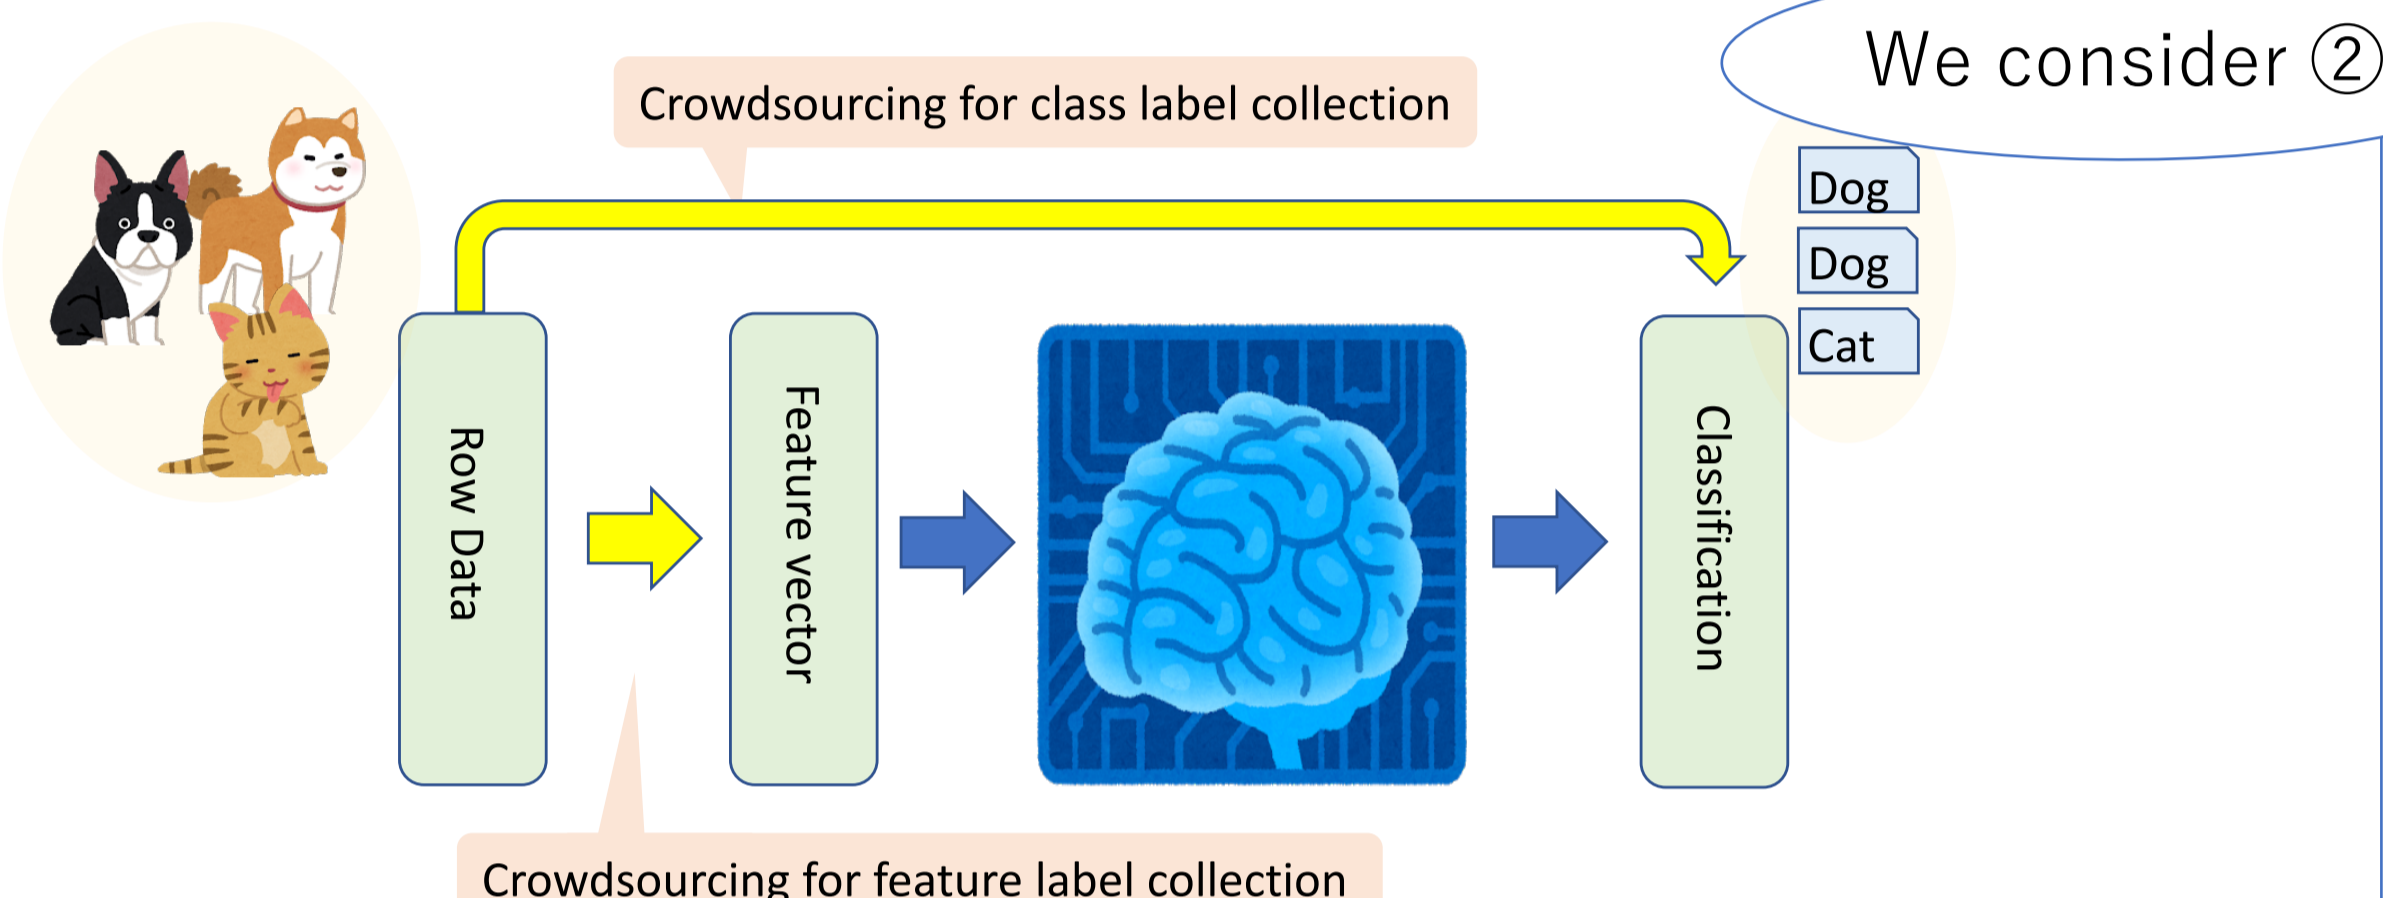 We consider ②
Crowdsourcing for class label collection
Dog
Dog
Cat
Row Data
Feature vector
Classification
Crowdsourcing for feature label collection